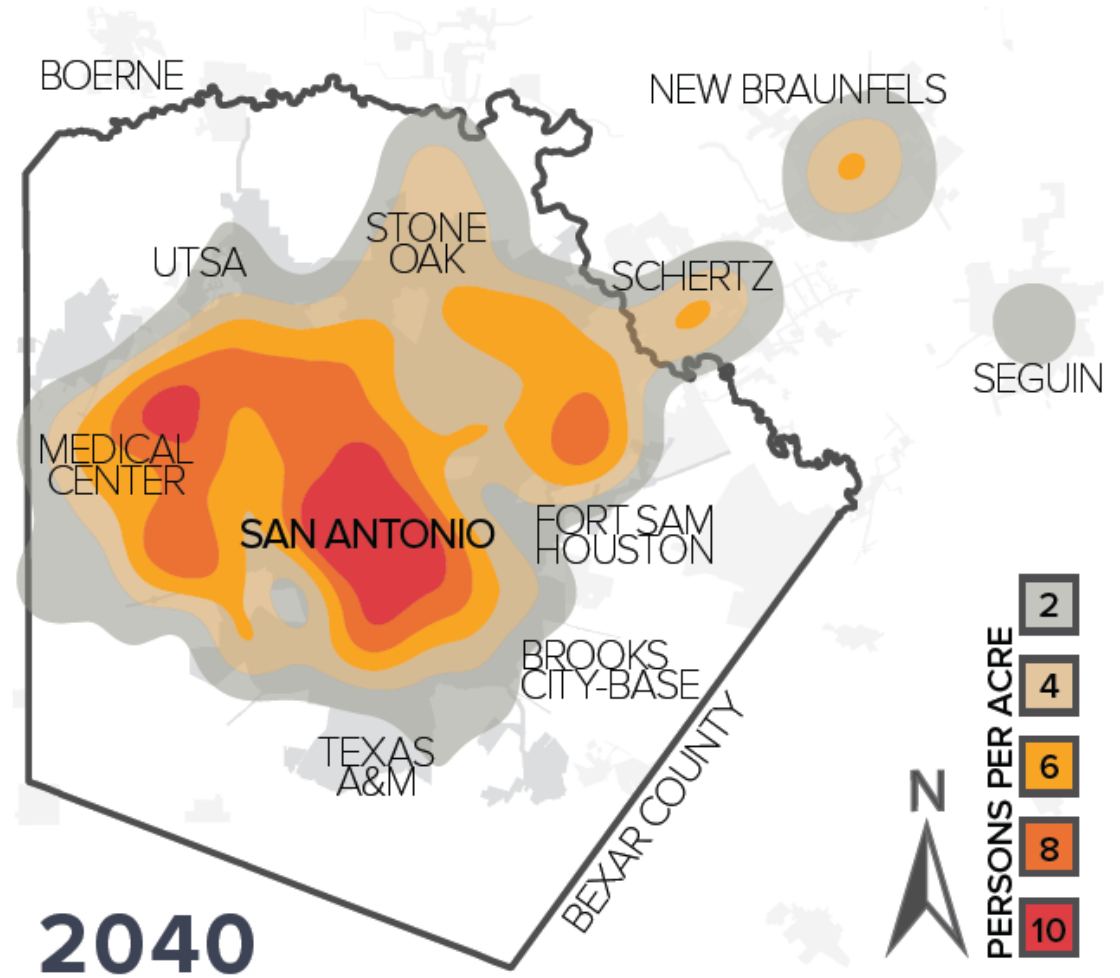 BOERNE
NEW BRAUNFELS
STONE
OAK
UTSA
SCHERTZ
SEGUIN
MEDICAL
CENTER
SAN ANTONIO
FORT SAM
HOUSTON
BROOKS
CITY-BASE
TEXAS
A&M
BEXAR COUNTY
N
PERSONS PER ACRE
2
4
6
8
10
2040